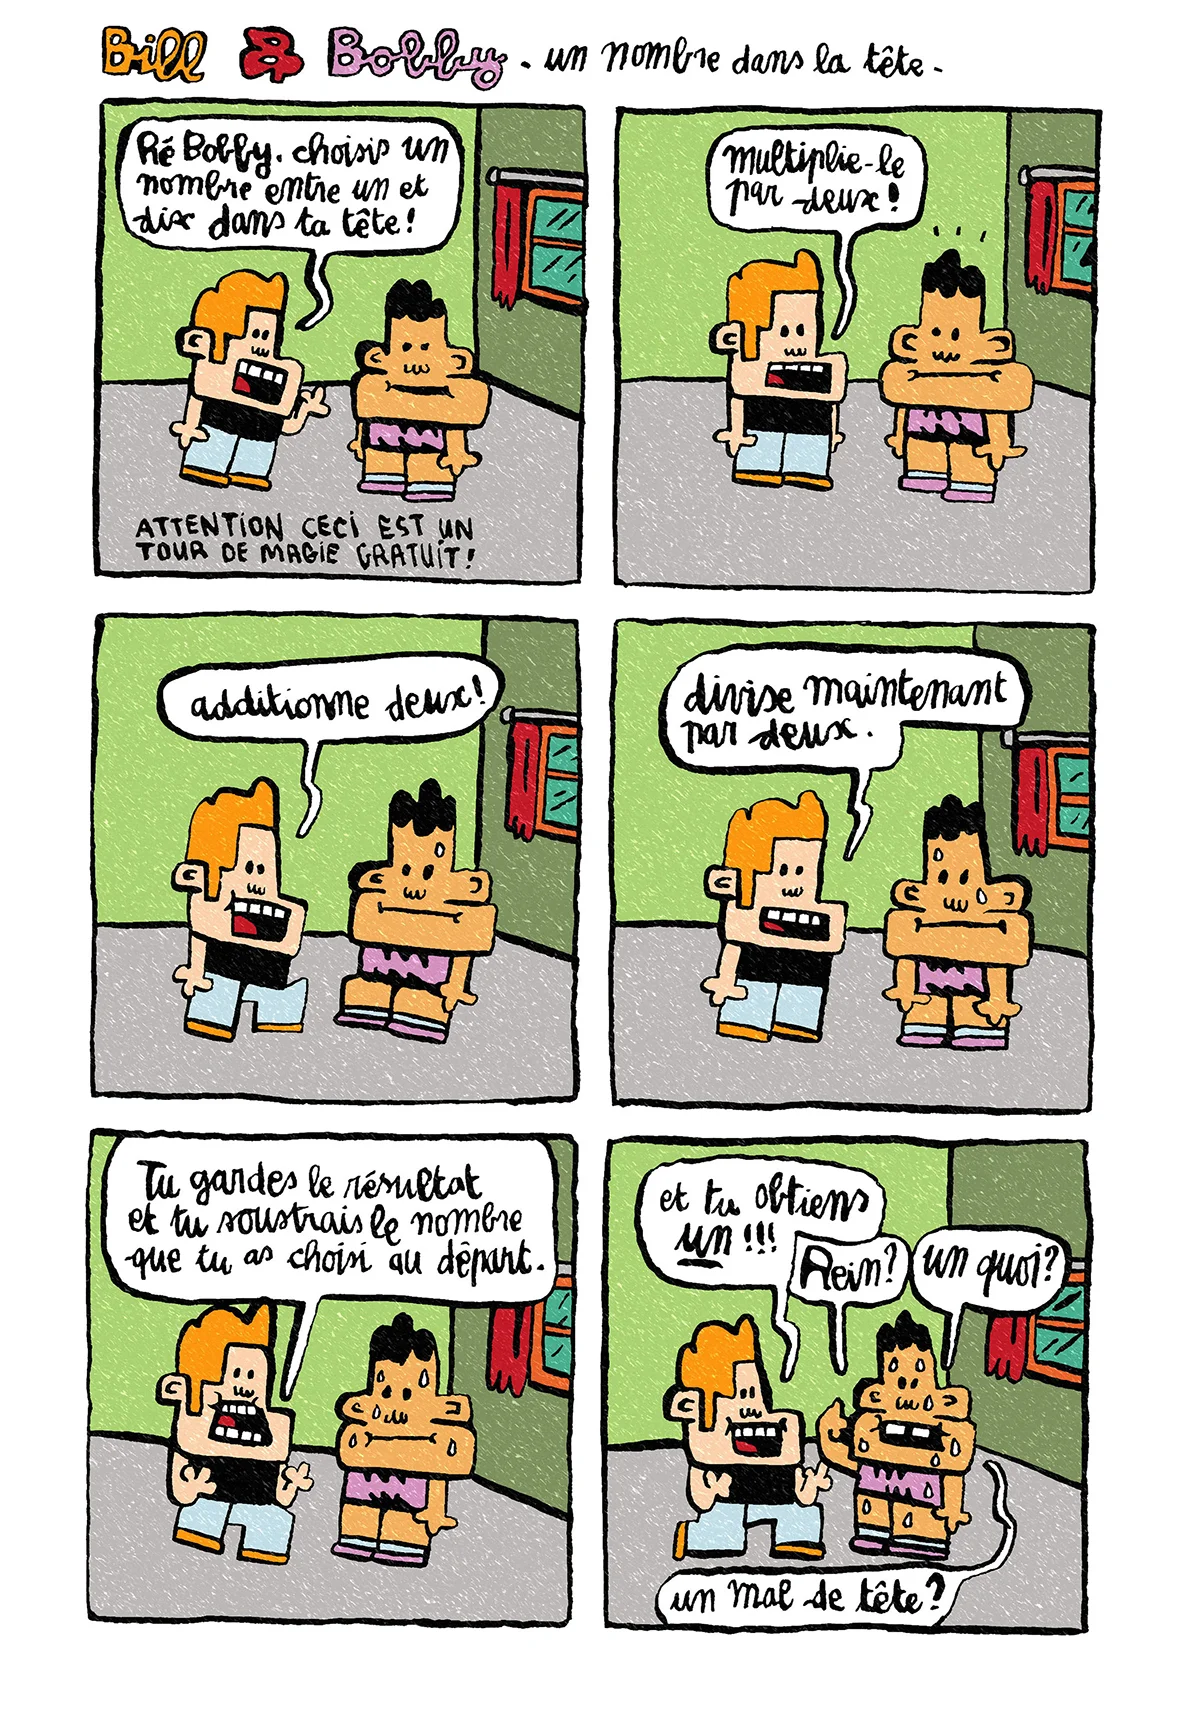 Bill & Bobby - un nombre dans la tête -
Hé Bobby. choisis un
nombre entre un et
dix dans ta tête !
ATTENTION CECI EST UN
TOUR DE MAGIE GRATUIT !
multiplie-le
par deux !
additionne deux !
divise maintenant
par deux.
Tu gardes le résultat
et tu soustrais le nombre
que tu as choisi au départ.
et tu obtiens
un !!!
Hein ?
un quoi ?
un mal de tête ?